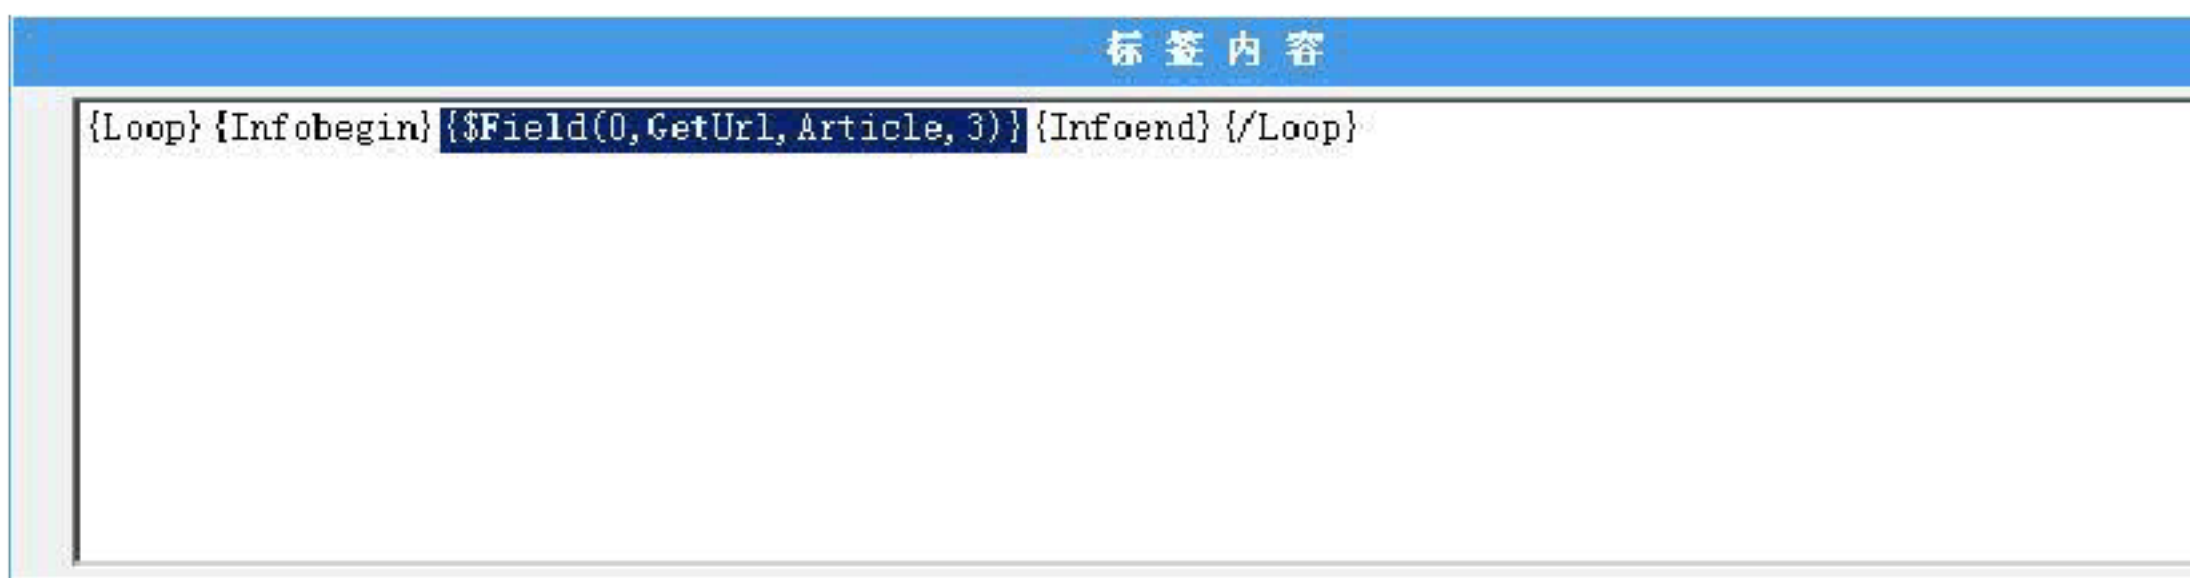 标签内容
{Loop}{Infobegin}{$Field(0,GetUrl,Article,3)}{Infoend}{/Loop}